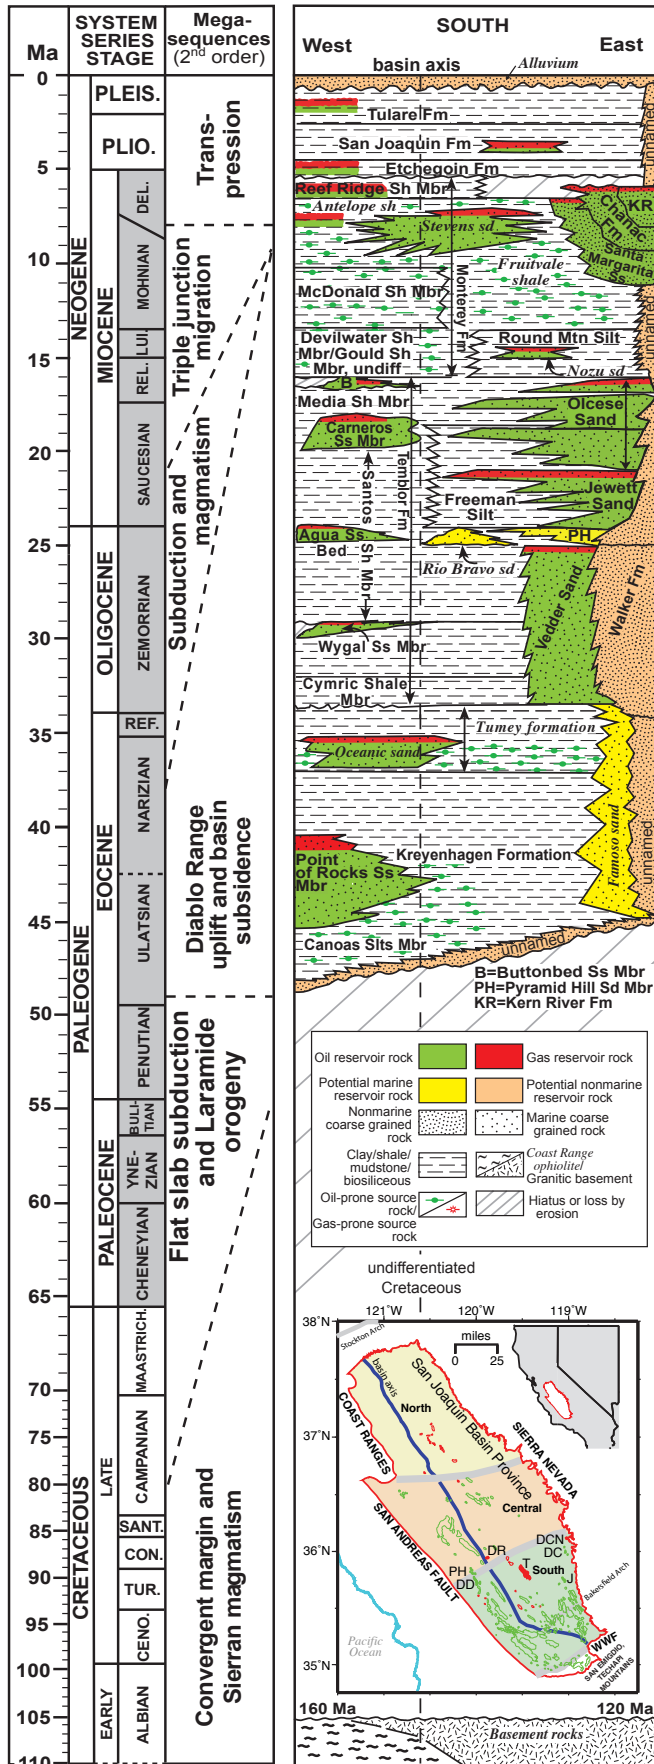 SYSTEM
SERIES
STAGE
Mega-
sequences
(2nd order)
Ma
SOUTH
West
East
basin axis
Alluvium
0
5
10
15
20
25
30
35
40
45
50
55
60
65
70
75
80
85
90
95
100
105
110
NEOGENE
PALEOGENE
CRETACEOUS
PLEIS.
PLIO.
MIOCENE
OLIGOCENE
EOCENE
PALEOCENE
LATE
EARLY
DEL.
MOHNIAN
LUI.
REL.
SAUCESIAN
ZEMORRIAN
REF.
NARIZIAN
ULATSIAN
PENUTIAN
BULI-
TIAN
YNE-
ZIAN
CHENEYIAN
MAASTRICH.
CAMPANIAN
SANT.
CON.
TUR.
CENO.
ALBIAN
Trans-
pression
Triple junction
migration
Subduction and
magmatism
Diablo Range
uplift and basin
subsidence
Flat slab subduction
and Laramide
orogeny
Convergent margin and
Sierran magmatism
unnamed
Tulare Fm
San Joaquin Fm
Etchegoin Fm
Reef Ridge Sh Mbr
Antelope sh
Stevens sd
KR
Chanac
Fm
Santa
Margarita
Ss
Fruitvale
shale
McDonald Sh Mbr
Monterey Fm
unnamed
Devilwater Sh
Mbr/Gould Sh
Mbr, undiff
Round Mtn Silt
Nozu sd
B
Media Sh Mbr
Olcese
Sand
Carneros
Ss Mbr
Temblor Fm
Santos
Sh Mbr
Freeman
Silt
Jewett
Sand
Agua Ss
Bed
PH
Rio Bravo sd
Vedder Sand
Walker Fm
Wygal Ss Mbr
Cymric Shale
Mbr
Tumey formation
Oceanic sand
Famoso sand
unnamed
Point
of Rocks Ss
Mbr
Kreyenhagen Formation
Canoas Slts Mbr
unnamed
B=Buttonbed Ss Mbr
PH=Pyramid Hill Sd Mbr
KR=Kern River Fm
Oil reservoir rock
Gas reservoir rock
Potential marine
reservoir rock
Potential nonmarine
reservoir rock
Nonmarine
coarse grained
rock
Marine coarse
grained rock
Clay/shale/
mudstone/
biosiliceous
Coast Range
ophiolite/
Granitic basement
Oil-prone source
rock/
Gas-prone source
rock
Hiatus or loss by
erosion
undifferentiated
Cretaceous
121°W
120°W
119°W
38°N
37°N
36°N
35°N
Stockton Arch
miles
0 25
basin axis
San Joaquin Basin Province
North
COAST RANGES
SIERRA NEVADA
Central
SAN ANDREAS FAULT
DCN
DR
DC
PH
T
DD
South
J
Bakersfield Arch
Pacific
Ocean
WWF
SAN EMIGDIO,
TECHAPI
MOUNTAINS
160 Ma
120 Ma
Basement rocks